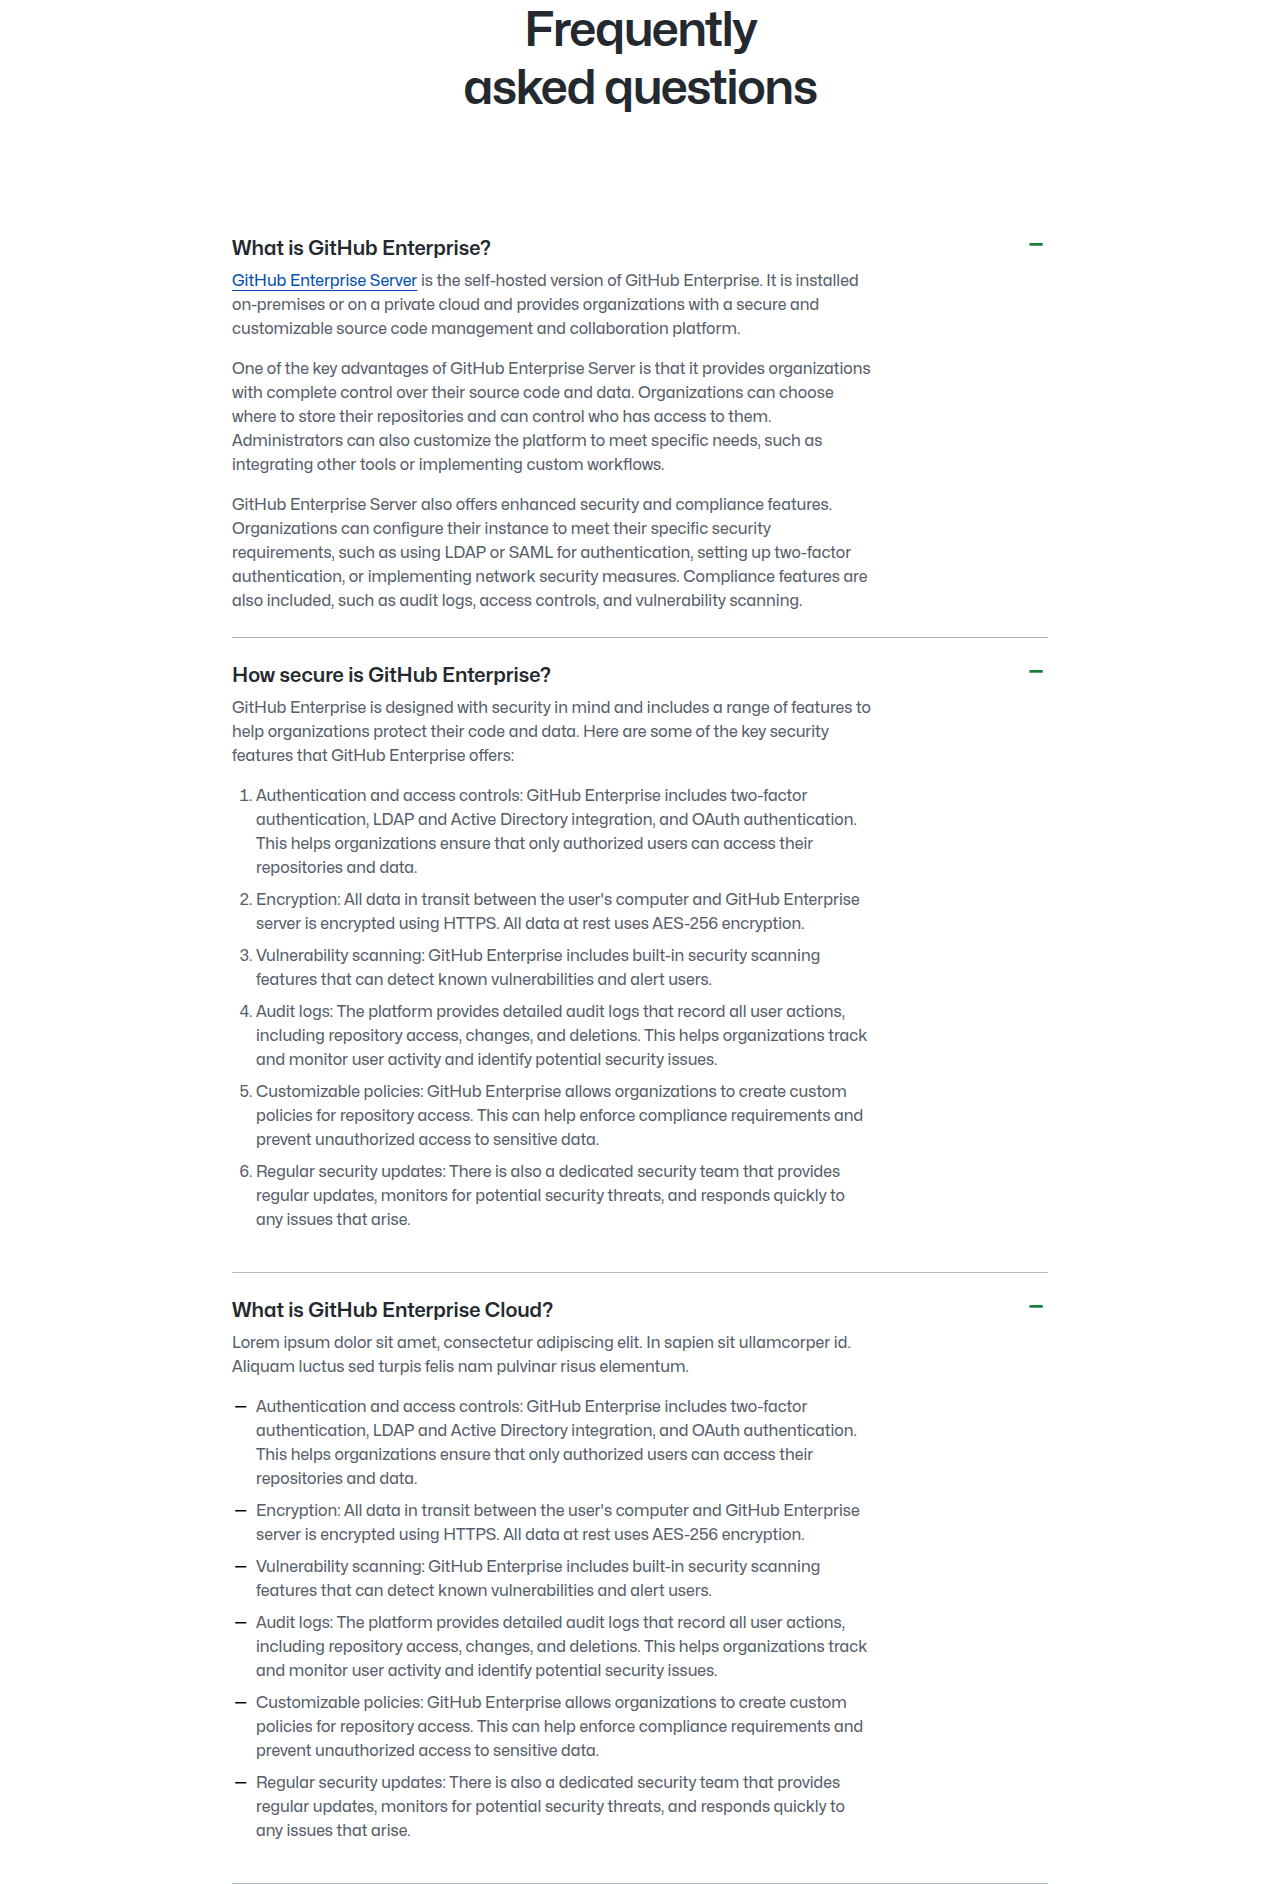 Frequently
asked questions
What is GitHub Enterprise?
GitHub Enterprise Server is the self-hosted version of GitHub Enterprise. It is installed
on-premises or on a private cloud and provides organizations with a secure and
customizable source code management and collaboration platform.
One of the key advantages of GitHub Enterprise Server is that it provides organizations
with complete control over their source code and data. Organizations can choose
where to store their repositories and can control who has access to them.
Administrators can also customize the platform to meet specific needs, such as
integrating other tools or implementing custom workflows.
GitHub Enterprise Server also offers enhanced security and compliance features.
Organizations can configure their instance to meet their specific security
requirements, such as using LDAP or SAML for authentication, setting up two-factor
authentication, or implementing network security measures. Compliance features are
also included, such as audit logs, access controls, and vulnerability scanning.
How secure is GitHub Enterprise?
GitHub Enterprise is designed with security in mind and includes a range of features to
help organizations protect their code and data. Here are some of the key security
features that GitHub Enterprise offers:
1. Authentication and access controls: GitHub Enterprise includes two-factor
authentication, LDAP and Active Directory integration, and OAuth authentication.
This helps organizations ensure that only authorized users can access their
repositories and data.
2. Encryption: All data in transit between the user's computer and GitHub Enterprise
server is encrypted using HTTPS. All data at rest uses AES-256 encryption.
3. Vulnerability scanning: GitHub Enterprise includes built-in security scanning
features that can detect known vulnerabilities and alert users.
4. Audit logs: The platform provides detailed audit logs that record all user actions,
including repository access, changes, and deletions. This helps organizations track
and monitor user activity and identify potential security issues.
5. Customizable policies: GitHub Enterprise allows organizations to create custom
policies for repository access. This can help enforce compliance requirements and
prevent unauthorized access to sensitive data.
6. Regular security updates: There is also a dedicated security team that provides
regular updates, monitors for potential security threats, and responds quickly to
any issues that arise.
What is GitHub Enterprise Cloud?
Lorem ipsum dolor sit amet, consectetur adipiscing elit. In sapien sit ullamcorper id.
Aliquam luctus sed turpis felis nam pulvinar risus elementum.
— Authentication and access controls: GitHub Enterprise includes two-factor
authentication, LDAP and Active Directory integration, and OAuth authentication.
This helps organizations ensure that only authorized users can access their
repositories and data.
— Encryption: All data in transit between the user's computer and GitHub Enterprise
server is encrypted using HTTPS. All data at rest uses AES-256 encryption.
— Vulnerability scanning: GitHub Enterprise includes built-in security scanning
features that can detect known vulnerabilities and alert users.
— Audit logs: The platform provides detailed audit logs that record all user actions,
including repository access, changes, and deletions. This helps organizations track
and monitor user activity and identify potential security issues.
— Customizable policies: GitHub Enterprise allows organizations to create custom
policies for repository access. This can help enforce compliance requirements and
prevent unauthorized access to sensitive data.
— Regular security updates: There is also a dedicated security team that provides
regular updates, monitors for potential security threats, and responds quickly to
any issues that arise.